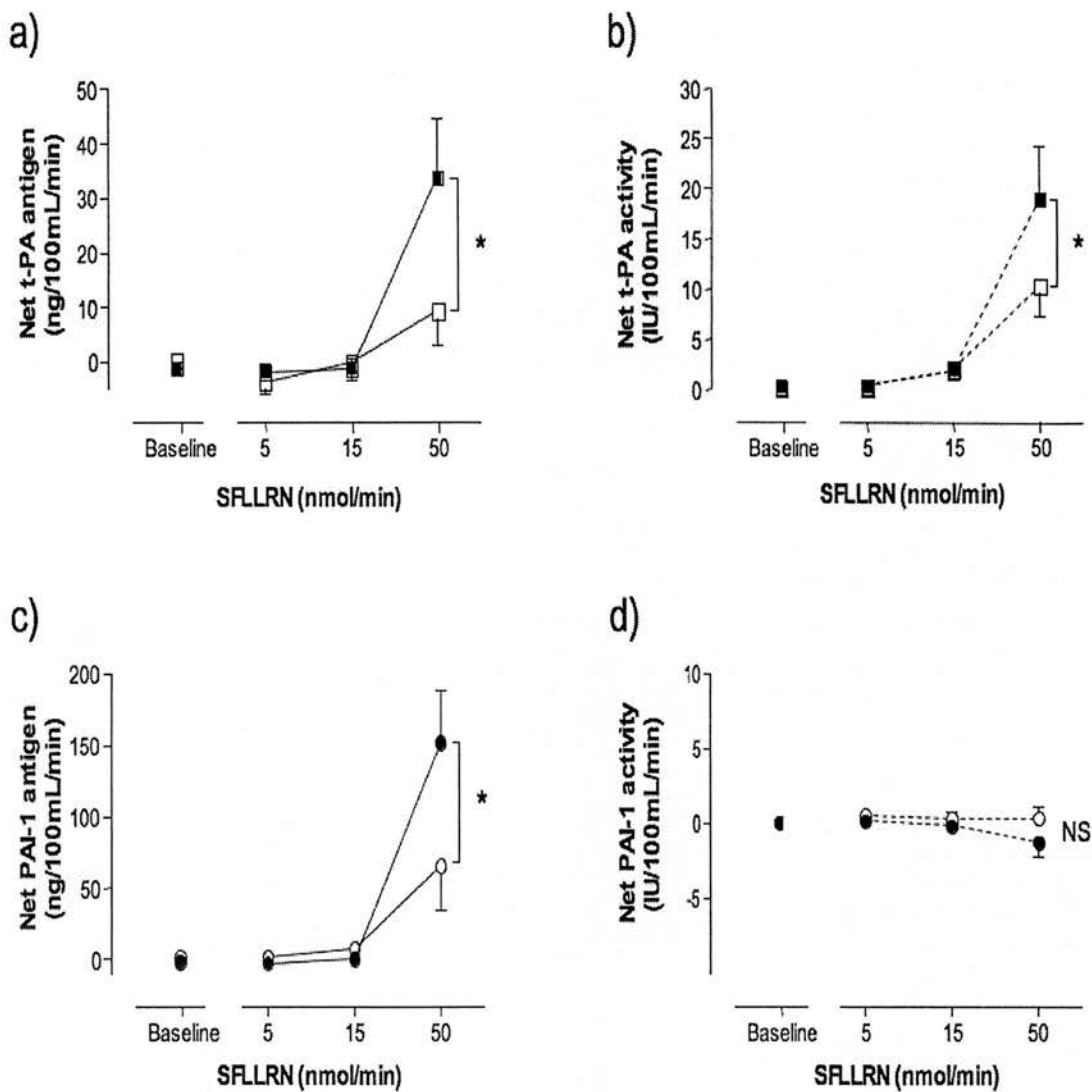 a)
Net t-PA antigen
(ng/100mL/min)
50
40
30
20
10
0
*
Baseline
5
15
50
SFLLRN (nmol/min)
b)
Net t-PA activity
(IU/100mL/min)
30
25
20
15
10
5
0
*
Baseline
5
15
50
SFLLRN (nmol/min)
c)
Net PAI-1 antigen
(ng/100mL/min)
200
150
100
50
0
*
Baseline
5
15
50
SFLLRN (nmol/min)
d)
Net PAI-1 activity
(IU/100mL/min)
10
5
0
-5
NS
Baseline
5
15
50
SFLLRN (nmol/min)